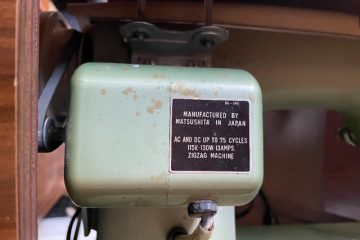 MANUFACTURED BY
MATSUSHITA IN JAPAN
AC AND DC UP TO 75 CYCLES
115V-130W-1.3AMPS.
ZIGZAG MACHINE